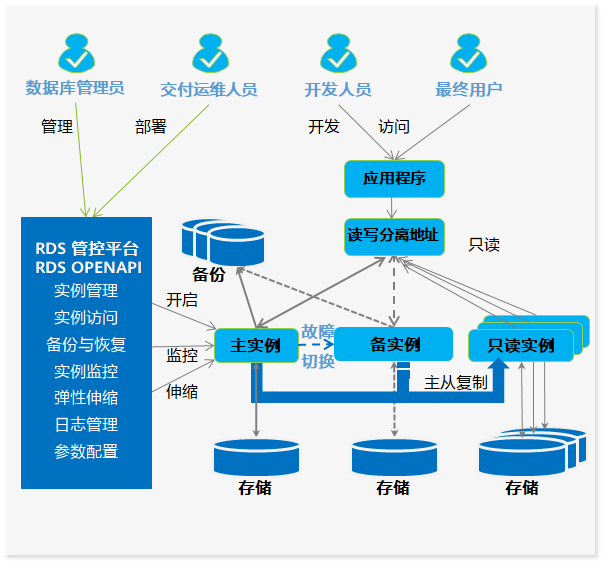 数据库管理员
交付运维人员
开发人员
最终用户
管理
部署
开发
访问
应用程序
读写分离地址
只读
备份
RDS 管控平台
RDS OPENAPI
实例管理
实例访问
备份与恢复
实例监控
弹性伸缩
日志管理
参数配置
开启
监控
伸缩
主实例
故障
切换
备实例
只读实例
主从复制
存储
存储
存储